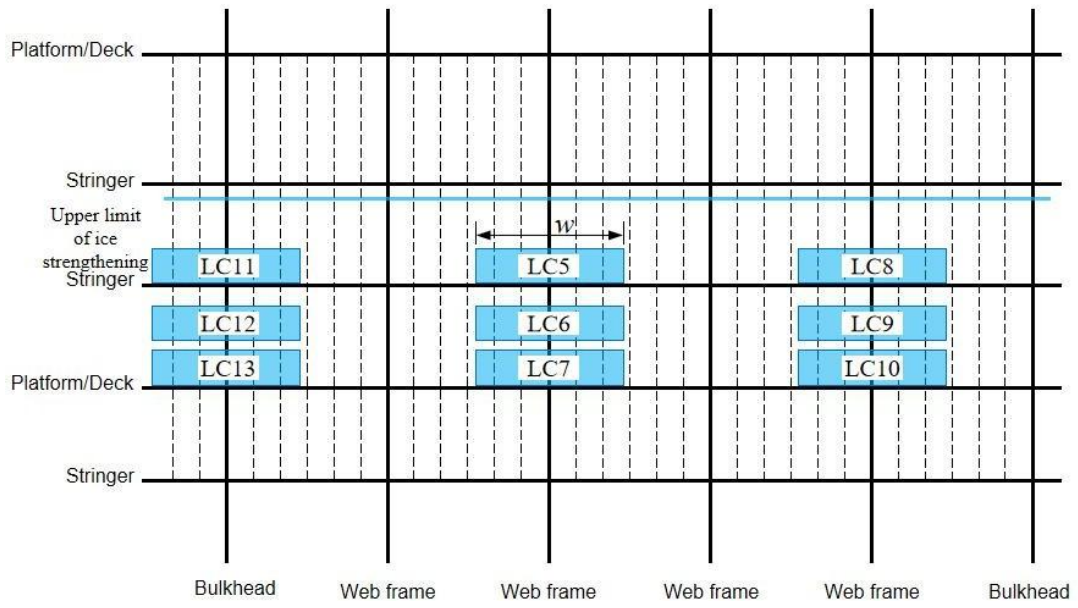 Platform/Deck
Stringer
Upper limit
of ice
strengthening
w
LC11
LC5
LC8
Stringer
LC12
LC6
LC9
LC13
LC7
LC10
Platform/Deck
Stringer
Bulkhead
Web frame
Web frame
Web frame
Web frame
Bulkhead